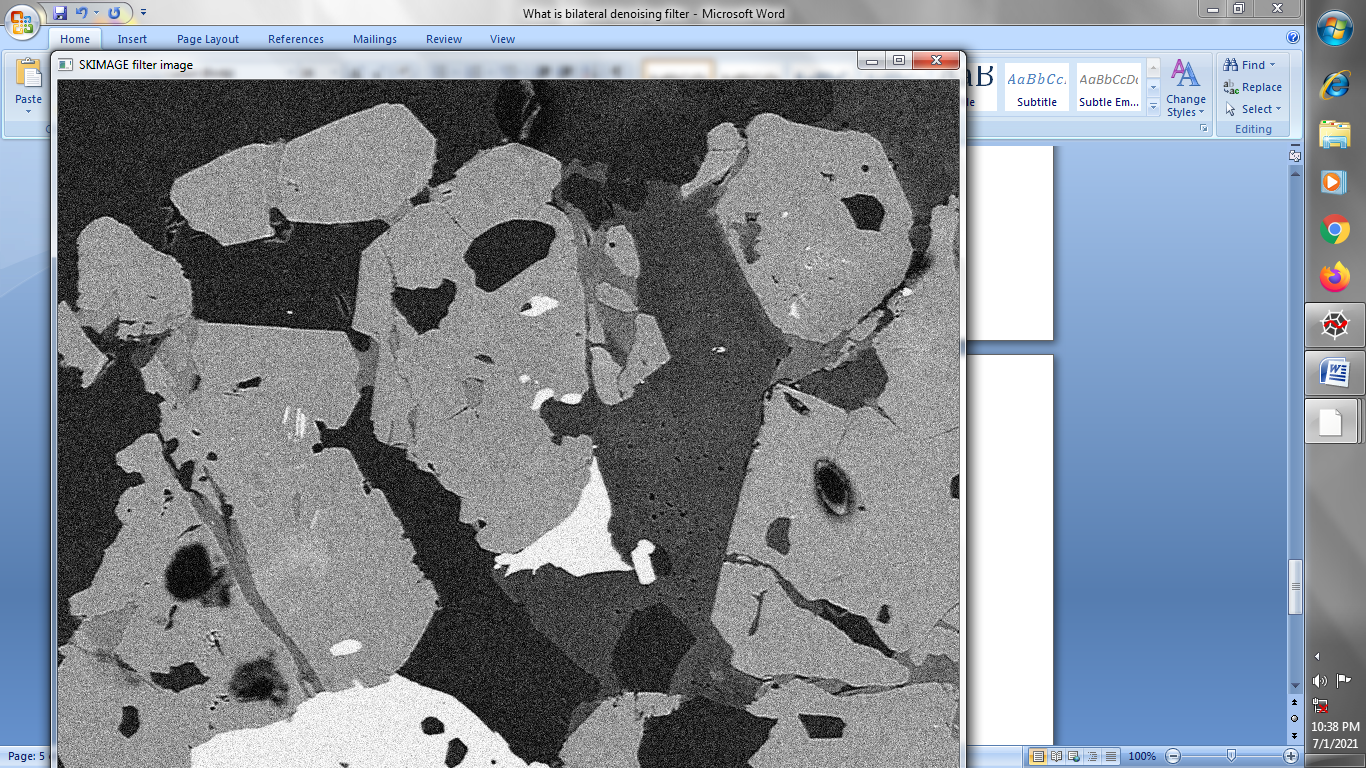 What is bilateral denoising filter - Microsoft Word
Home Insert Page Layout References Mailings Review View
SKIMAGE filter image
Paste
AaBbCc. AaBbCcDc
Subtitle Subtle Em...
Change Styles
Find
Replace
Select
Editing
Page: 5
100%
10:38 PM
7/1/2021